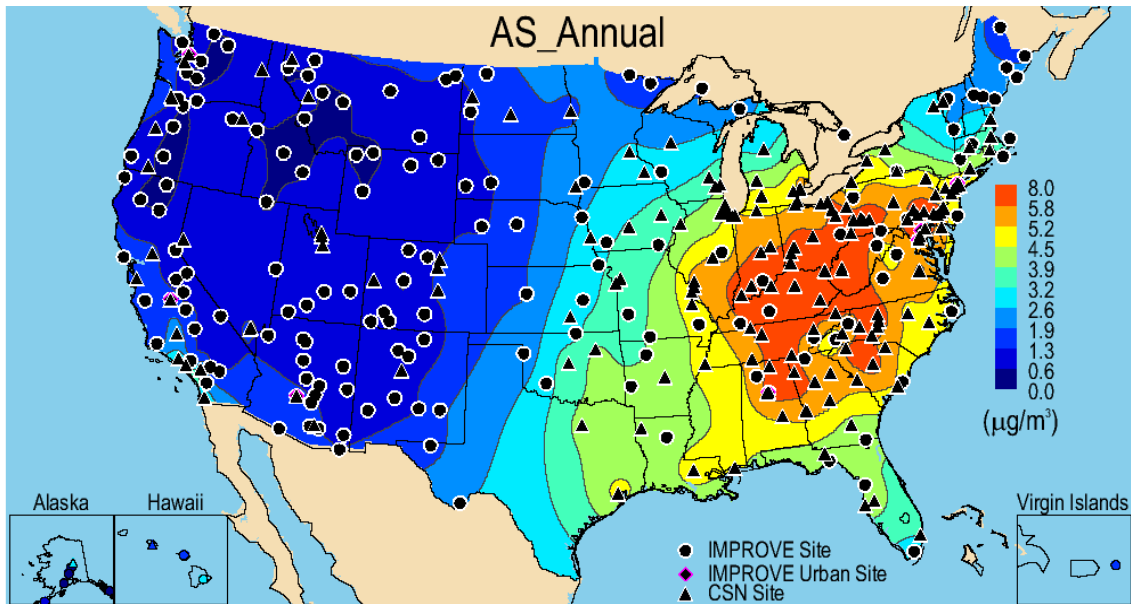 AS_Annual
8.0
5.8
5.2
4.5
3.9
3.2
2.6
1.9
1.3
0.6
0.0
(μg/m³)
Alaska
Hawaii
Virgin Islands
IMPROVE Site
IMPROVE Urban Site
CSN Site